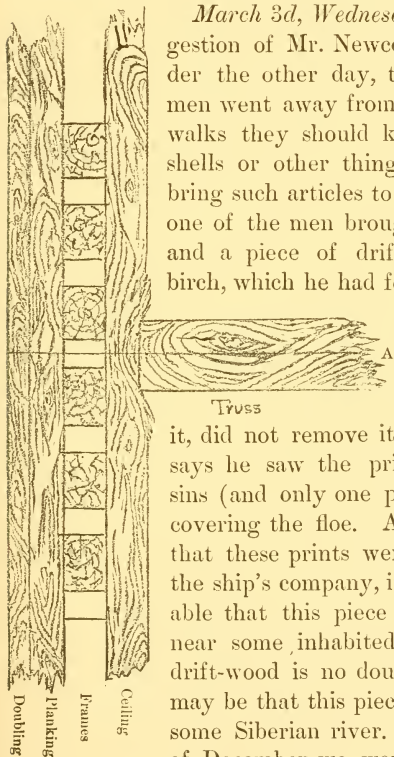 March 3d, Wednes
gestion of Mr. Newc
der the other day, t
men went away from
walks they should k
shells or other thing
bring such articles to
one of the men brou
and a piece of drif
birch, which he had f
A
Truss
it, did not remove it
says he saw the pri
sins (and only one p
covering the floe. A
that these prints we
the ship's company, i
able that this piece
near some inhabited
drift-wood is no dou
may be that this piec
some Siberian river.
of December we wer
Doubling
Planking
Frames
Ceiling